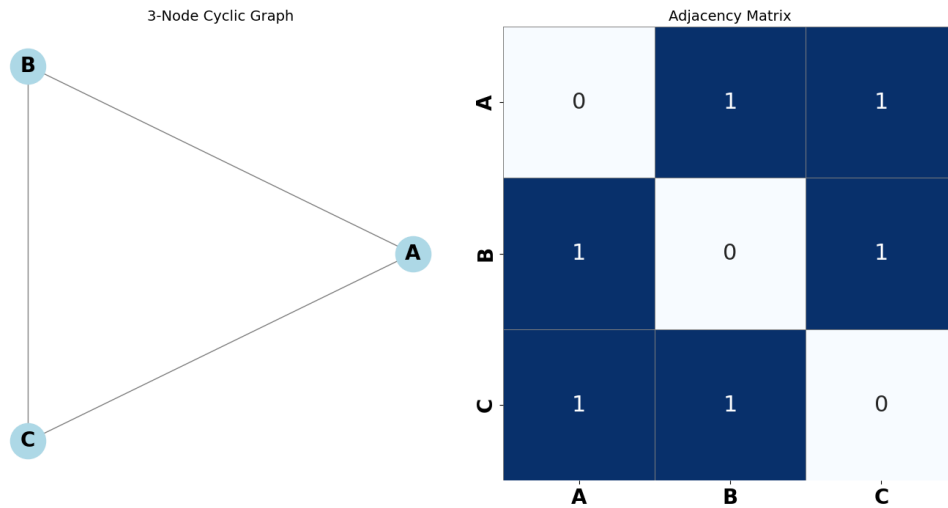 3-Node Cyclic Graph
B
A
C
Adjacency Matrix
A 0 1 1
B 1 0 1
C 1 1 0
A B C